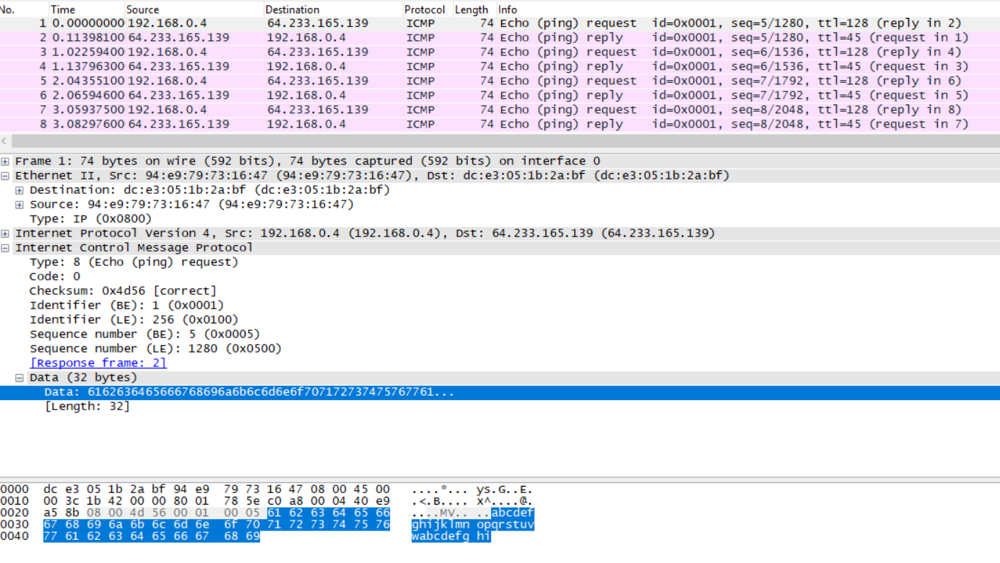 No. Time Source Destination Protocol Length Info
1 0.00000000 192.168.0.4 64.233.165.139 ICMP 74 Echo (ping) request id=0x0001, seq=5/1280, ttl=128 (reply in 2)
2 0.11398100 64.233.165.139 192.168.0.4 ICMP 74 Echo (ping) reply id=0x0001, seq=5/1280, ttl=45 (request in 1)
3 1.02259400 192.168.0.4 64.233.165.139 ICMP 74 Echo (ping) request id=0x0001, seq=6/1536, ttl=128 (reply in 4)
4 1.13796300 64.233.165.139 192.168.0.4 ICMP 74 Echo (ping) reply id=0x0001, seq=6/1536, ttl=45 (request in 3)
5 2.04355100 192.168.0.4 64.233.165.139 ICMP 74 Echo (ping) request id=0x0001, seq=7/1792, ttl=128 (reply in 6)
6 2.06594600 64.233.165.139 192.168.0.4 ICMP 74 Echo (ping) reply id=0x0001, seq=7/1792, ttl=45 (request in 5)
7 3.05937500 192.168.0.4 64.233.165.139 ICMP 74 Echo (ping) request id=0x0001, seq=8/2048, ttl=128 (reply in 8)
8 3.08297600 64.233.165.139 192.168.0.4 ICMP 74 Echo (ping) reply id=0x0001, seq=8/2048, ttl=45 (request in 7)
Frame 1: 74 bytes on wire (592 bits), 74 bytes captured (592 bits) on interface 0
Ethernet II, Src: 94:e9:79:73:16:47 (94:e9:79:73:16:47), Dst: dc:e3:05:1b:2a:bf (dc:e3:05:1b:2a:bf)
Destination: dc:e3:05:1b:2a:bf (dc:e3:05:1b:2a:bf)
Source: 94:e9:79:73:16:47 (94:e9:79:73:16:47)
Type: IP (0x0800)
Internet Protocol Version 4, Src: 192.168.0.4 (192.168.0.4), Dst: 64.233.165.139 (64.233.165.139)
Internet Control Message Protocol
Type: 8 (Echo (ping) request)
Code: 0
Checksum: 0x4d56 [correct]
Identifier (BE): 1 (0x0001)
Identifier (LE): 256 (0x0100)
Sequence number (BE): 5 (0x0005)
Sequence number (LE): 1280 (0x0500)
[Response frame: 2]
Data (32 bytes)
Data: 6162636465666768696a6b6c6d6e6f707172737475767761...
[Length: 32]
0000 dc e3 05 1b 2a bf 94 e9 79 73 16 47 08 00 45 00 ....*... ys.G..E.
0010 00 3c 1b 42 00 00 80 01 78 5e c0 a8 00 04 40 e9 .<.B.... x^....@.
0020 a5 8b 08 00 4d 56 00 01 00 05 61 62 63 64 65 66 ....MV.. ..abcdef
0030 67 68 69 6a 6b 6c 6d 6e 6f 70 71 72 73 74 75 76 ghijklmn opqrstuv
0040 77 61 62 63 64 65 66 67 68 69 wabcdefg hi